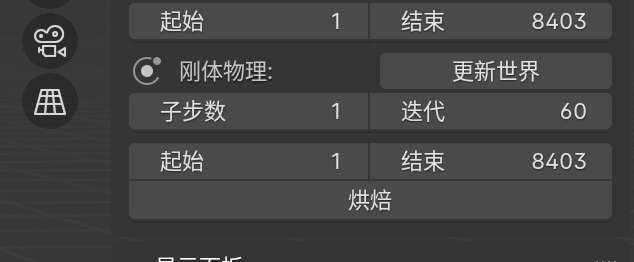 起始 1 结束 8403
刚体物理: 更新世界
子步数 1 迭代 60
起始 1 结束 8403
烘焙